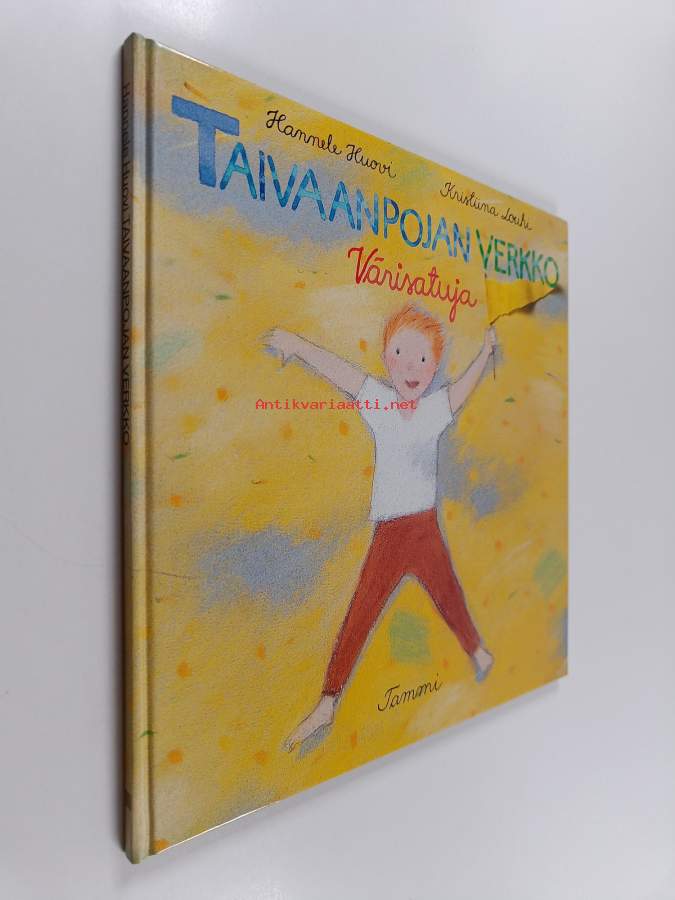 Hannele Huovi
Kristiina Louhi
TAIVAANPOJAN VERKKO
Värisatuja
Antikvariaatti.net
Tammi
Hannele Huovi TAIVAANPOJAN VERKKO